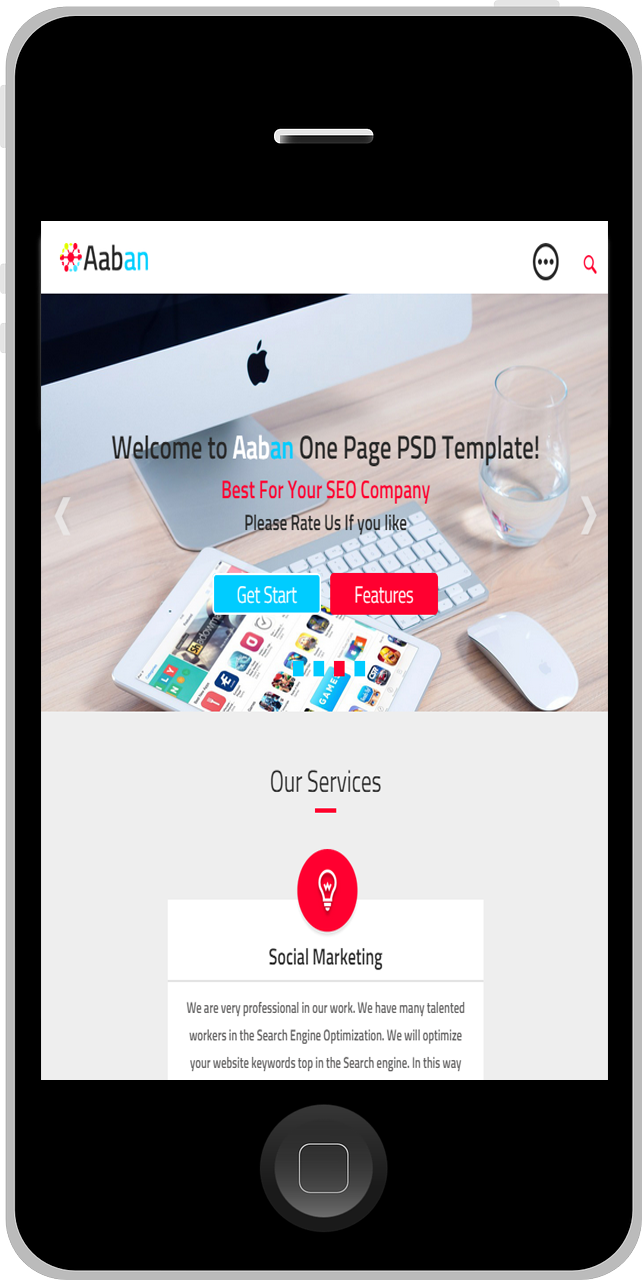 Aaban
Welcome to Aaban One Page PSD Template!
Best For Your SEO Company
Please Rate Us If you like
Get Start
Features
GAME
Our Services
Social Marketing
We are very professional in our work. We have many talented
workers in the Search Engine Optimization. We will optimize
your website keywords top in the Search engine. In this way